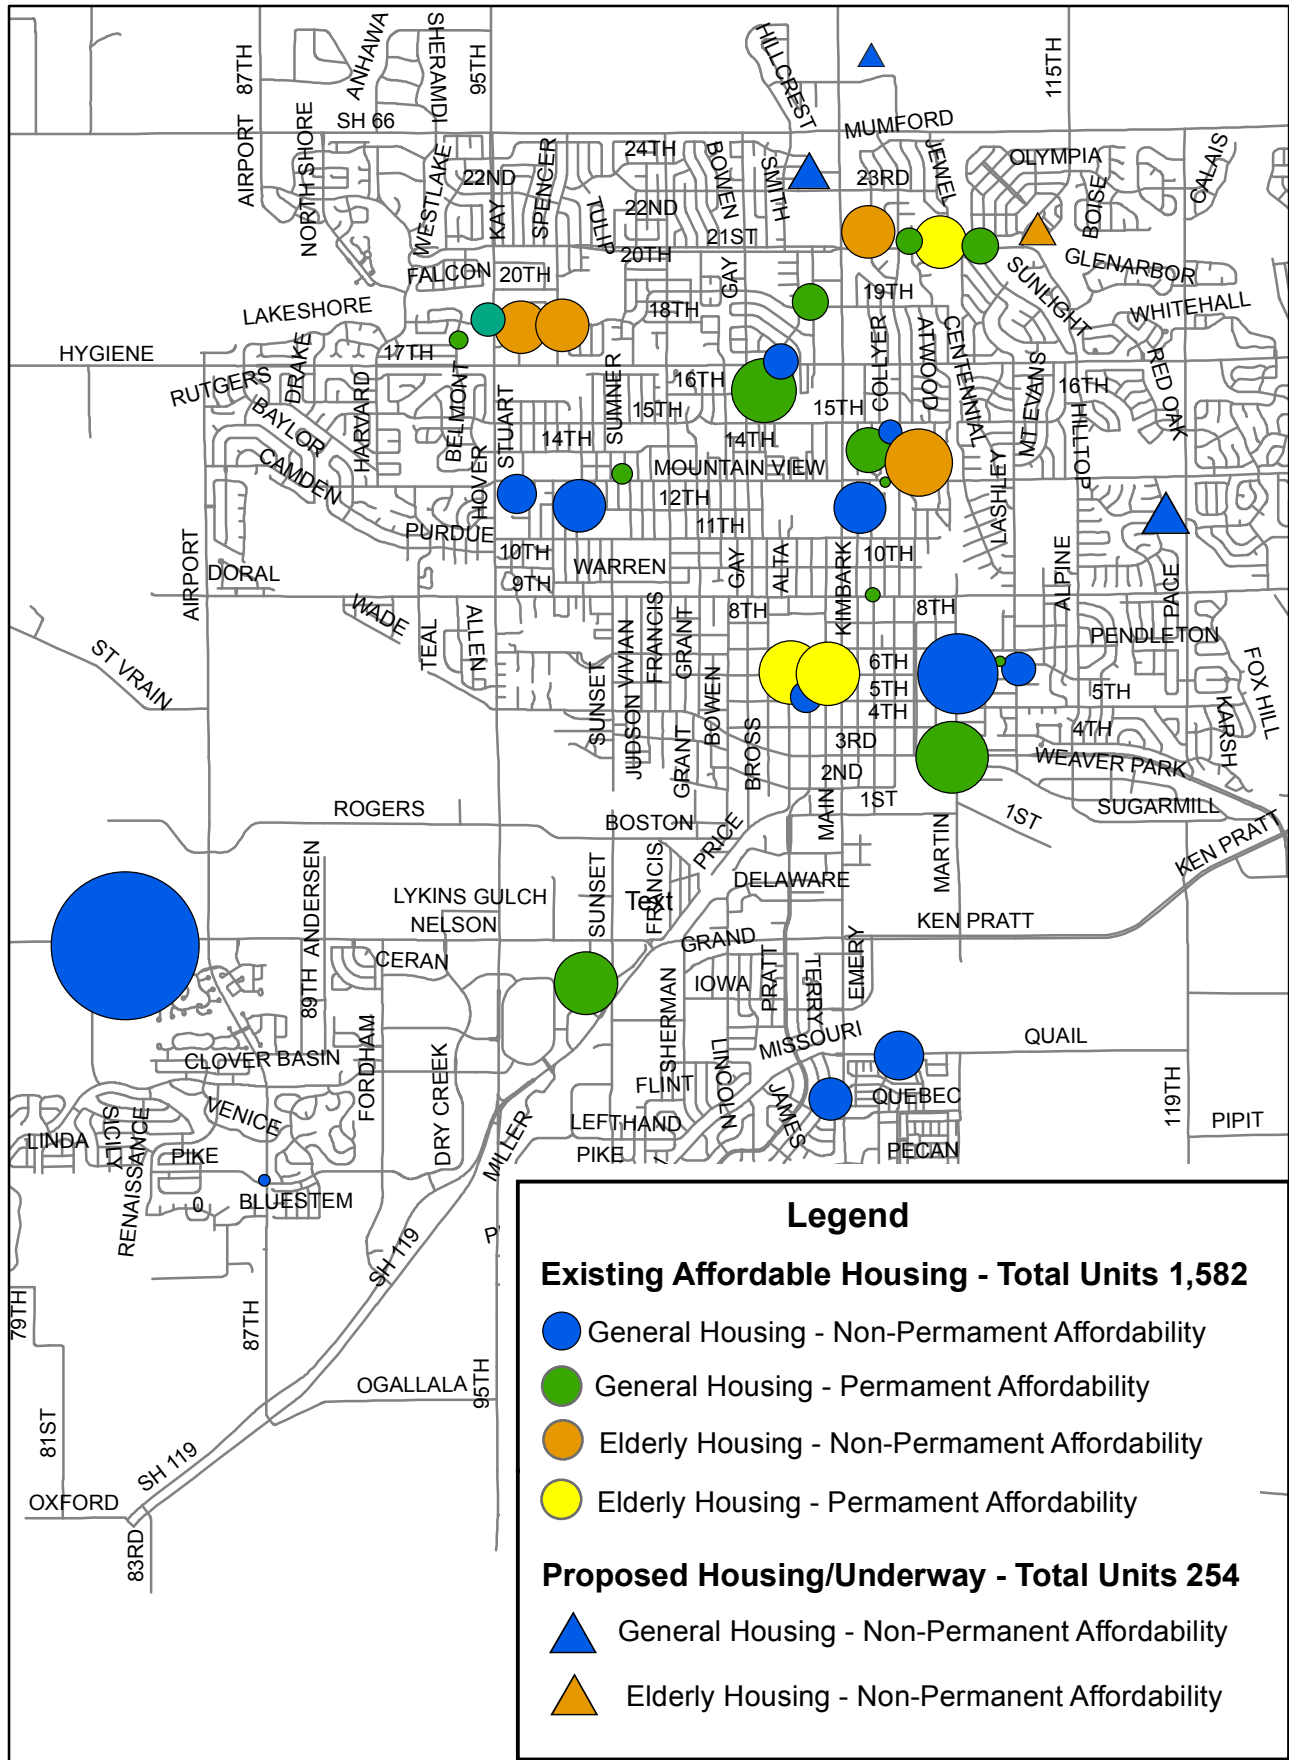 87TH
ANHAWA
SHERAMDI
95TH
HILLCREST
115TH
SH 66
MUMFORD
AIRPORT
NORTH SHORE
WESTLAKE
22ND
KAY
SPENCER
24TH
TULIP
22ND
BOWEN
SMITH
23RD
JEWEL
OLYMPIA
BOISE
CALAIS
21ST
20TH
FALCON
20TH
GAY
GLENARBOR
SUNLIGHT
19TH
18TH
WHITEHALL
LAKESHORE
HYGIENE
17TH
DRAKE
RUTGERS
HARVARD
BELMONT
STUART
SUMNER
16TH
15TH
15TH
COLLYER
ATWOOD
CENTENNIAL
MT EVANS
16TH
RED OAK
BAYLOR
CAMDEN
HOVER
14TH
14TH
MOUNTAIN VIEW
LASHLEY
HILLTOP
12TH
11TH
PURDUE
10TH
WARREN
9TH
GAY
ALTA
KIMBARK
10TH
ALPINE
PACE
AIRPORT
DORAL
WADE
TEAL
ALLEN
FRANCIS
GRANT
8TH
8TH
PENDLETON
ST VRAIN
SUNSET
JUDSON
VIVIAN
BOWEN
6TH
5TH
4TH
5TH
4TH
FOX HILL
KARSH
GRANT
BROSS
3RD
2ND
1ST
WEAVER PARK
SUGARMILL
1ST
ROGERS
BOSTON
PRICE
MAIN
MARTIN
KEN PRATT
ANDERSEN
LYKINS GULCH
NELSON
SUNSET
Text
FRANCIS
DELAWARE
KEN PRATT
89TH
CERAN
GRAND
IOWA
PRATT
TERRY
EMERY
SHERMAN
CLOVER BASIN
FORDHAM
DRY CREEK
MISSOURI
QUAIL
LINCOLN
FLINT
JAMES
QUEBEC
119TH
PIPIT
LINDA
SICILY
RENAISSANCE
VENICE
PIKE
MILLER
LEFTHAND
PIKE
PECAN
0
BLUESTEM
SH 119
79TH
87TH
95TH
OGALLALA
81ST
SH 119
OXFORD
83RD
Legend
Existing Affordable Housing - Total Units 1,582
General Housing - Non-Permament Affordability
General Housing - Permament Affordability
Elderly Housing - Non-Permament Affordability
Elderly Housing - Permament Affordability
Proposed Housing/Underway - Total Units 254
General Housing - Non-Permanent Affordability
Elderly Housing - Non-Permanent Affordability